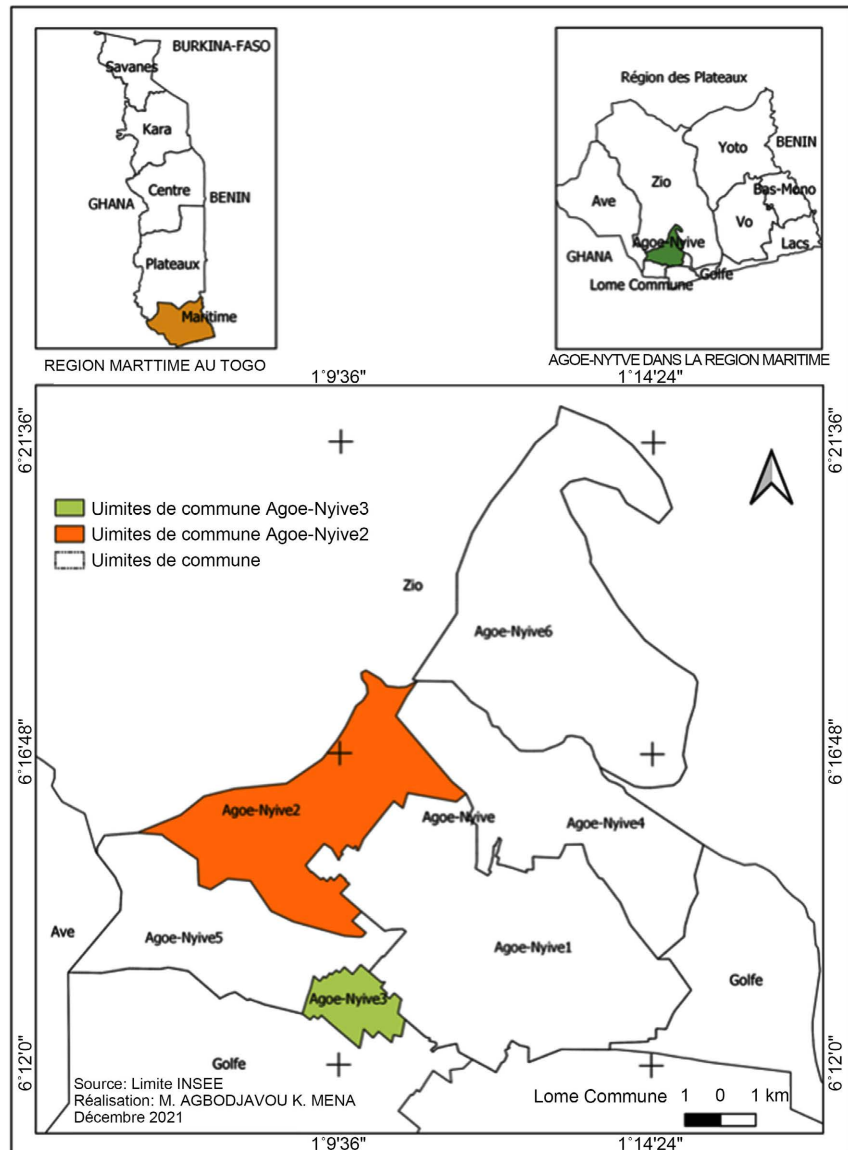 BURKINA-FASO
Savanes
Kara
Centre
GHANA
BENIN
Plateaux
Maritime
REGION MARTTIME AU TOGO
Région des Plateaux
Yoto
BENIN
Zio
Ave
Bas-Mono
Vo
Agoe-Nyive
Lacs
GHANA
Golfe
Lome Commune
AGOE-NYTVE DANS LA REGION MARITIME
1°9'36"
1°14'24"
6°21'36"
6°21'36"
Uimites de commune Agoe-Nyive3
Uimites de commune Agoe-Nyive2
Uimites de commune
Zio
Agoe-Nyive6
6°16'48"
6°16'48"
Agoe-Nyive2
Agoe-Nyive
Agoe-Nyive4
Ave
Agoe-Nyive5
Agoe-Nyive1
Golfe
Agoe-Nyive3
6°12'0"
6°12'0"
Golfe
Source: Limite INSEE
Réalisation: M. AGBODJAVOU K. MENA
Décembre 2021
Lome Commune
1 0 1 km
1°9'36"
1°14'24"